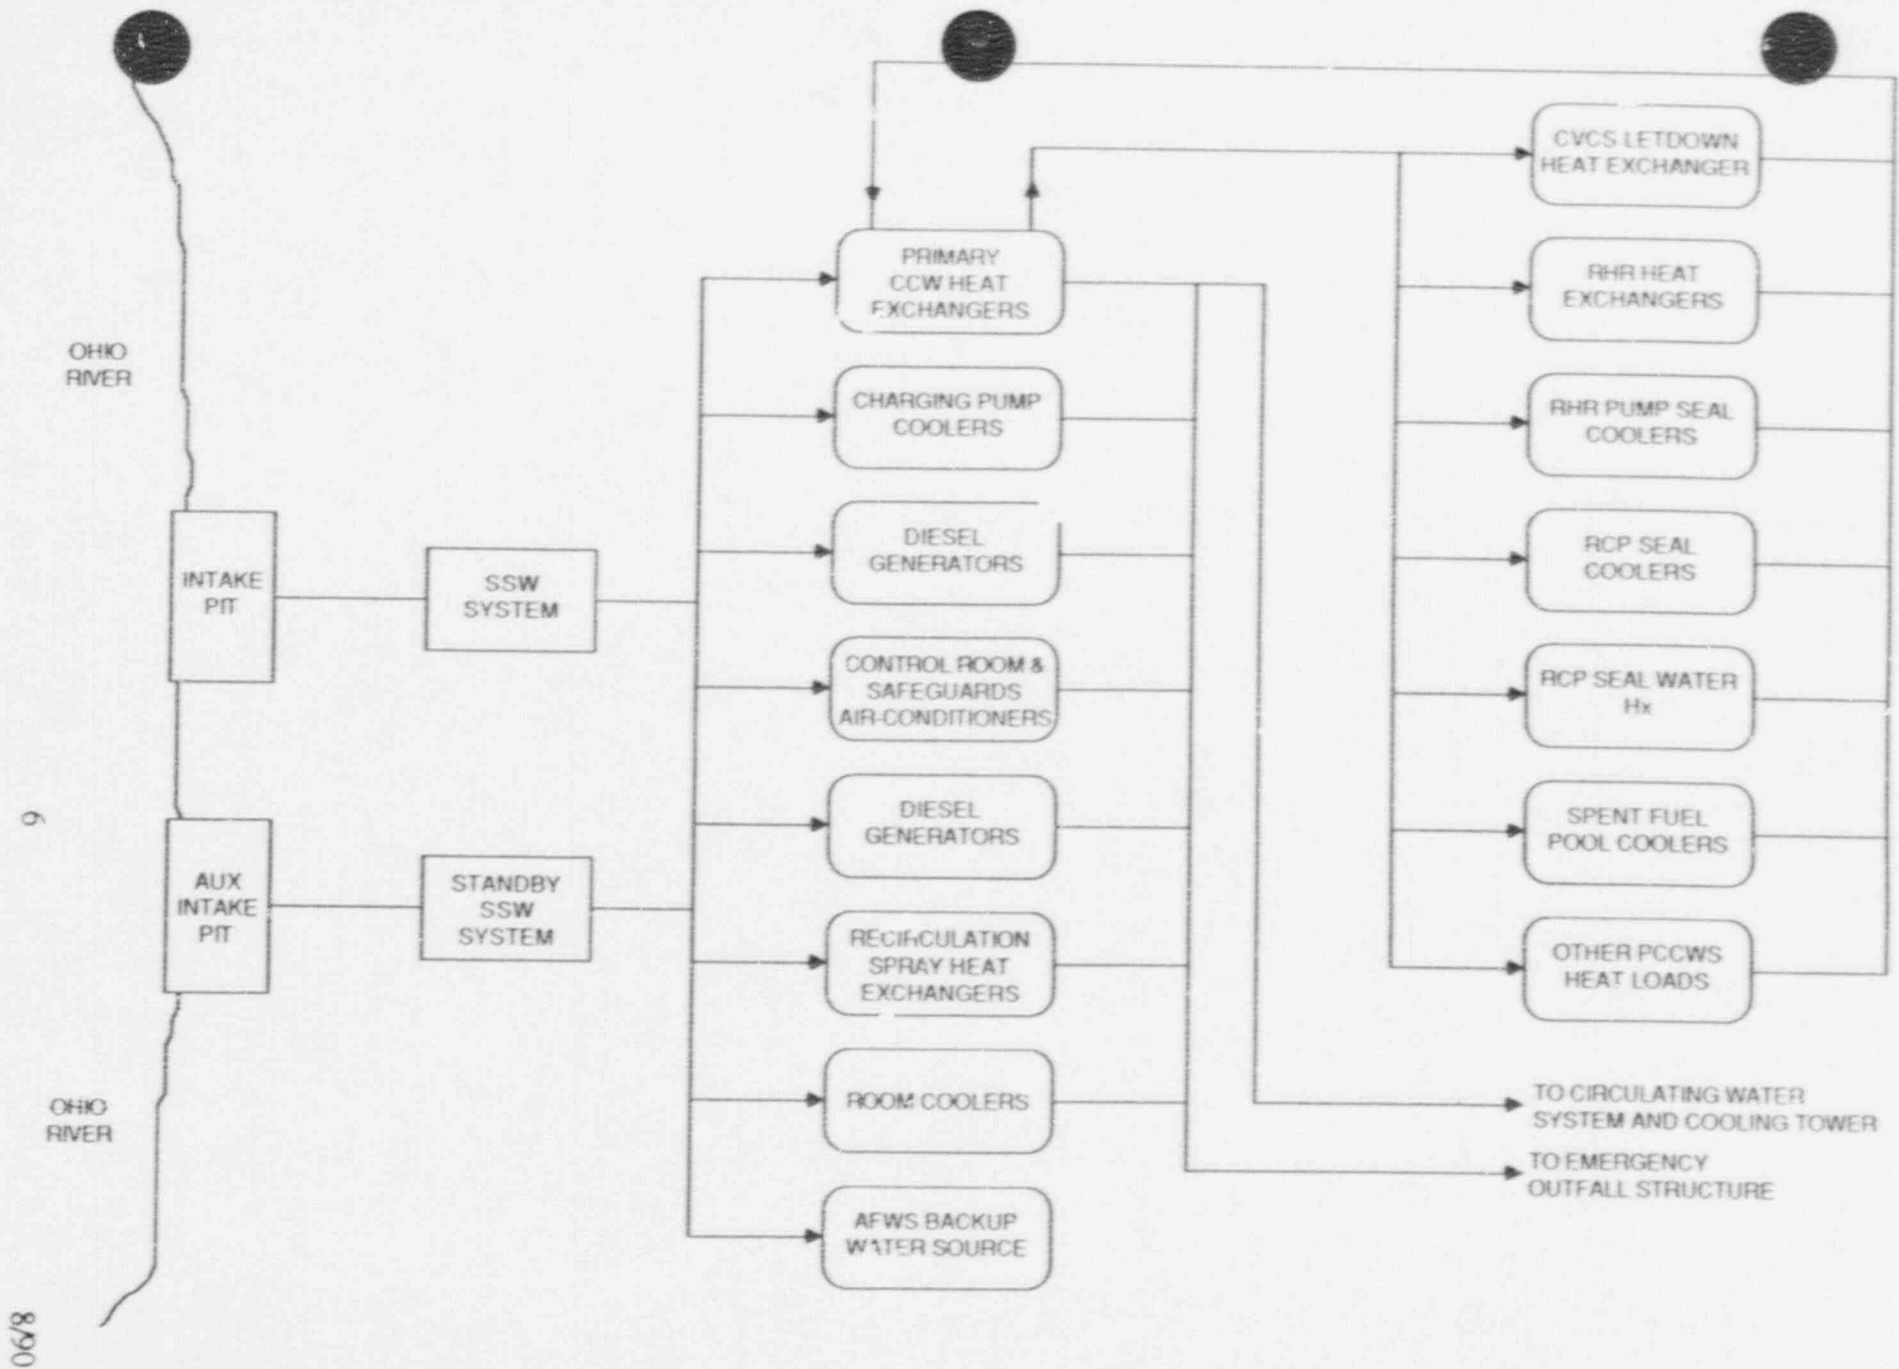 OHIO
RIVER
INTAKE
PIT
AUX
INTAKE
PIT
OHIO
RIVER
SSW
SYSTEM
STANDBY
SSW
SYSTEM
PRIMARY
CCW HEAT
EXCHANGERS
CHARGING PUMP
COOLERS
DIESEL
GENERATORS
CONTROL ROOM &
SAFEGUARDS
AIR-CONDITIONERS
DIESEL
GENERATORS
RECIRCULATION
SPRAY HEAT
EXCHANGERS
ROOM COOLERS
AFWS BACKUP
WATER SOURCE
CVCS LETDOWN
HEAT EXCHANGER
RHR HEAT
EXCHANGERS
RHR PUMP SEAL
COOLERS
RCP SEAL
COOLERS
RCP SEAL WATER
Hx
SPENT FUEL
POOL COOLERS
OTHER PCCWS
HEAT LOADS
TO CIRCULATING WATER
SYSTEM AND COOLING TOWER
TO EMERGENCY
OUTFALL STRUCTURE
6
8/90